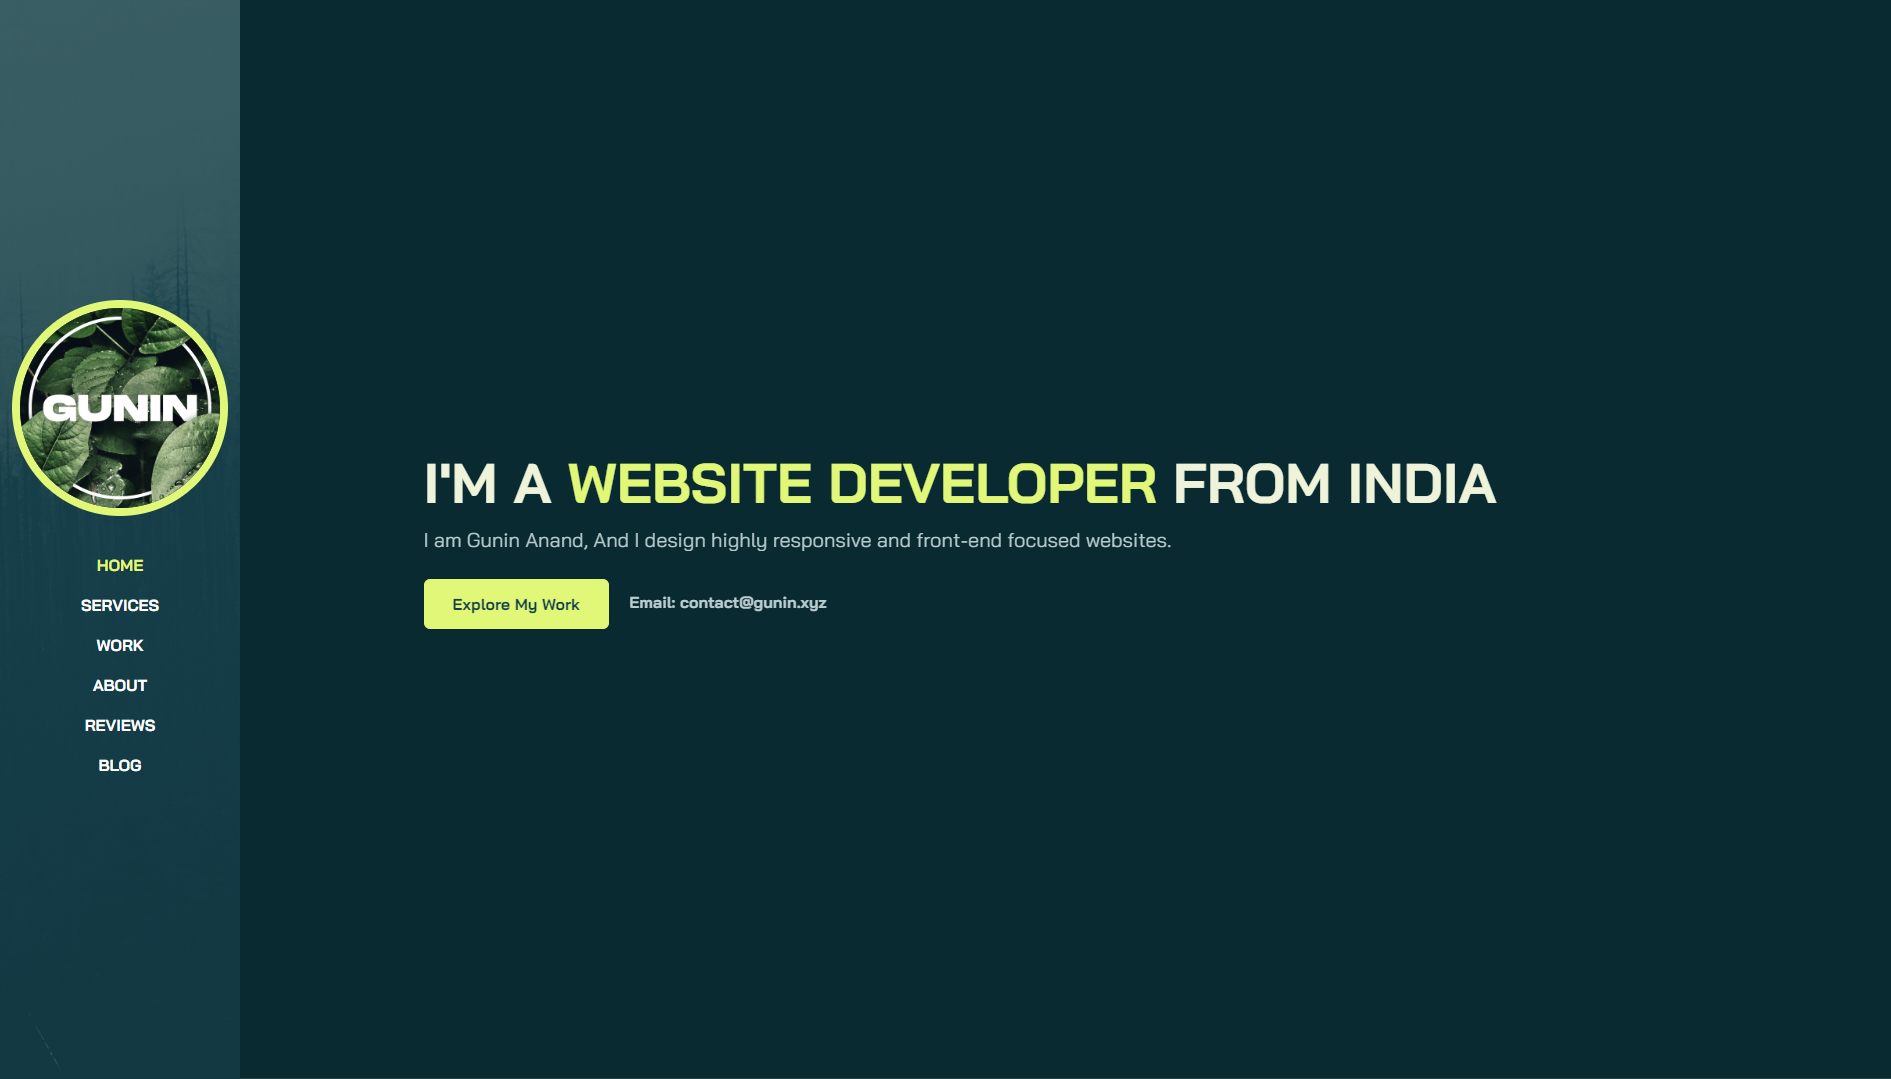 GUNIN
HOME
SERVICES
WORK
ABOUT
REVIEWS
BLOG
I'M A WEBSITE DEVELOPER FROM INDIA
I am Gunin Anand, And I design highly responsive and front-end focused websites.
Explore My Work
Email: contact@gunin.xyz